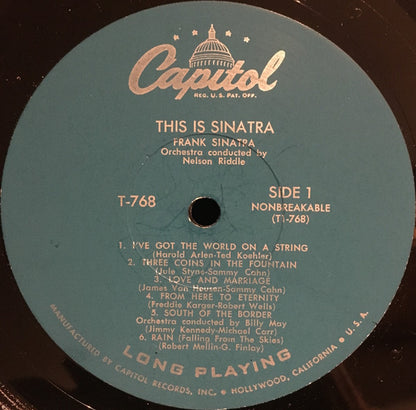 Capitol
REG. U.S. PAT. OFF.
THIS IS SINATRA
FRANK SINATRA
Orchestra conducted by
Nelson Riddle
T-768
SIDE 1
NONBREAKABLE
(T1-768)
1. I'VE GOT THE WORLD ON A STRING
(Harold Arlen-Ted Koehler)
2. THREE COINS IN THE FOUNTAIN
(Jule Styne-Sammy Cahn)
3. LOVE AND MARRIAGE
(James Van Heusen-Sammy Cahn)
4. FROM HERE TO ETERNITY
(Freddie Karger-Robert Wells)
5. SOUTH OF THE BORDER
Orchestra conducted by Billy May
(Jimmy Kennedy-Michael Carr)
6. RAIN (Falling From The Skies)
(Robert Mellin-G. Finlay)
LONG PLAYING
MANUFACTURED BY CAPITOL RECORDS, INC. • HOLLYWOOD, CALIFORNIA • U.S.A.